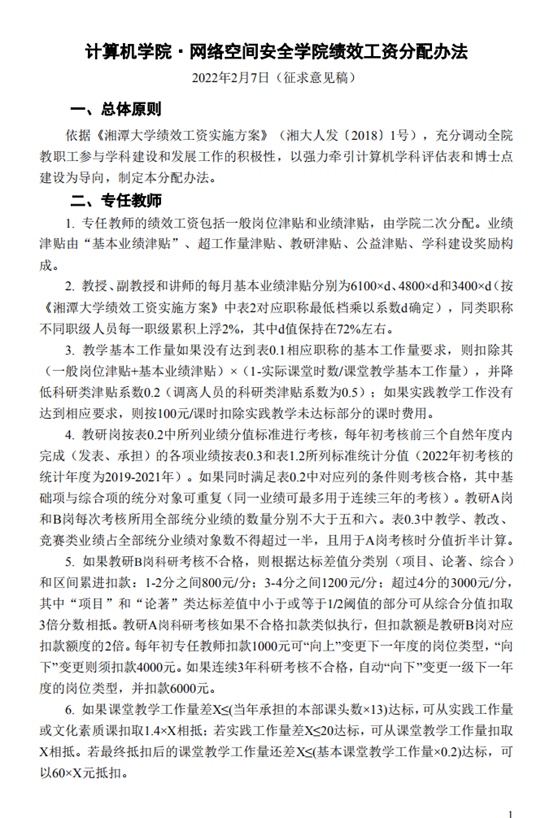 计算机学院·网络空间安全学院绩效工资分配办法
2022年2月7日（征求意见稿）
一、总体原则
依据《湘潭大学绩效工资实施方案》（湘大人发〔2018〕1号），充分调动全院
教职工参与学科建设和发展工作的积极性，以强力牵引计算机学科评估表和博士点
建设为导向，制定本分配办法。
二、专任教师
1. 专任教师的绩效工资包括一般岗位津贴和业绩津贴，由学院二次分配。业绩
津贴由“基本业绩津贴”、超工作量津贴、教研津贴、公益津贴、学科建设奖励构
成。
2. 教授、副教授和讲师的每月基本业绩津贴分别为6100×d、4800×d和3400×d（按
《湘潭大学绩效工资实施方案》中表2对应职称最低档乘以系数d确定），同类职称
不同职级人员每一职级累积上浮2%，其中d值保持在72%左右。
3. 教学基本工作量如果没有达到表0.1相应职称的基本工作量要求，则扣除其
（一般岗位津贴+基本业绩津贴）×（1-实际课堂时数/课堂教学基本工作量），并降
低科研类津贴系数0.2（调离人员的科研类津贴系数为0.5）；如果实践教学工作没有
达到相应要求，则按100元/课时扣除实践教学未达标部分的课时费用。
4. 教研岗按表0.2中所列业绩分值标准进行考核，每年初考核前三个自然年度内
完成（发表、承担）的各项业绩按表0.3和表1.2所列标准统计分值（2022年初考核的
统计年度为2019-2021年）。如果同时满足表0.2中对应列的条件则考核合格，其中基
础项与综合项的统分对象可重复（同一业绩可最多用于连续三年的考核）。教研A岗
和B岗每次考核所用全部统分业绩的数量分别不大于五和六。表0.3中教学、教改、
竞赛类业绩占全部统分业绩对象数不得超过一半，且用于A岗考核时分值折半计算。
5. 如果教研B岗科研考核不合格，则根据达标差值分类别（项目、论著、综合）
和区间累进扣款：1-2分之间800元/分；3-4分之间1200元/分；超过4分的3000元/分，
其中“项目”和“论著”类达标差值中小于或等于1/2阈值的部分可从综合分值扣取
3倍分数相抵。教研A岗科研考核如果不合格扣款类似执行，但扣款额是教研B岗对应
扣款额度的2倍。每年初专任教师扣款1000元可“向上”变更下一年度的岗位类型，“向
下”变更则须扣款4000元。如果连续3年科研考核不合格，自动“向下”变更一级下一年
度的岗位类型，并扣款6000元。
6. 如果课堂教学工作量差X≤(当年承担的本部课头数×13)达标，可从实践工作量
或文化素质课扣取1.4×X相抵；若实践工作量差X≤20达标，可从课堂教学工作量扣取
X相抵。若最终抵扣后的课堂教学工作量还差X≤(基本课堂教学工作量×0.2)达标，可
以60×X元抵扣。
1